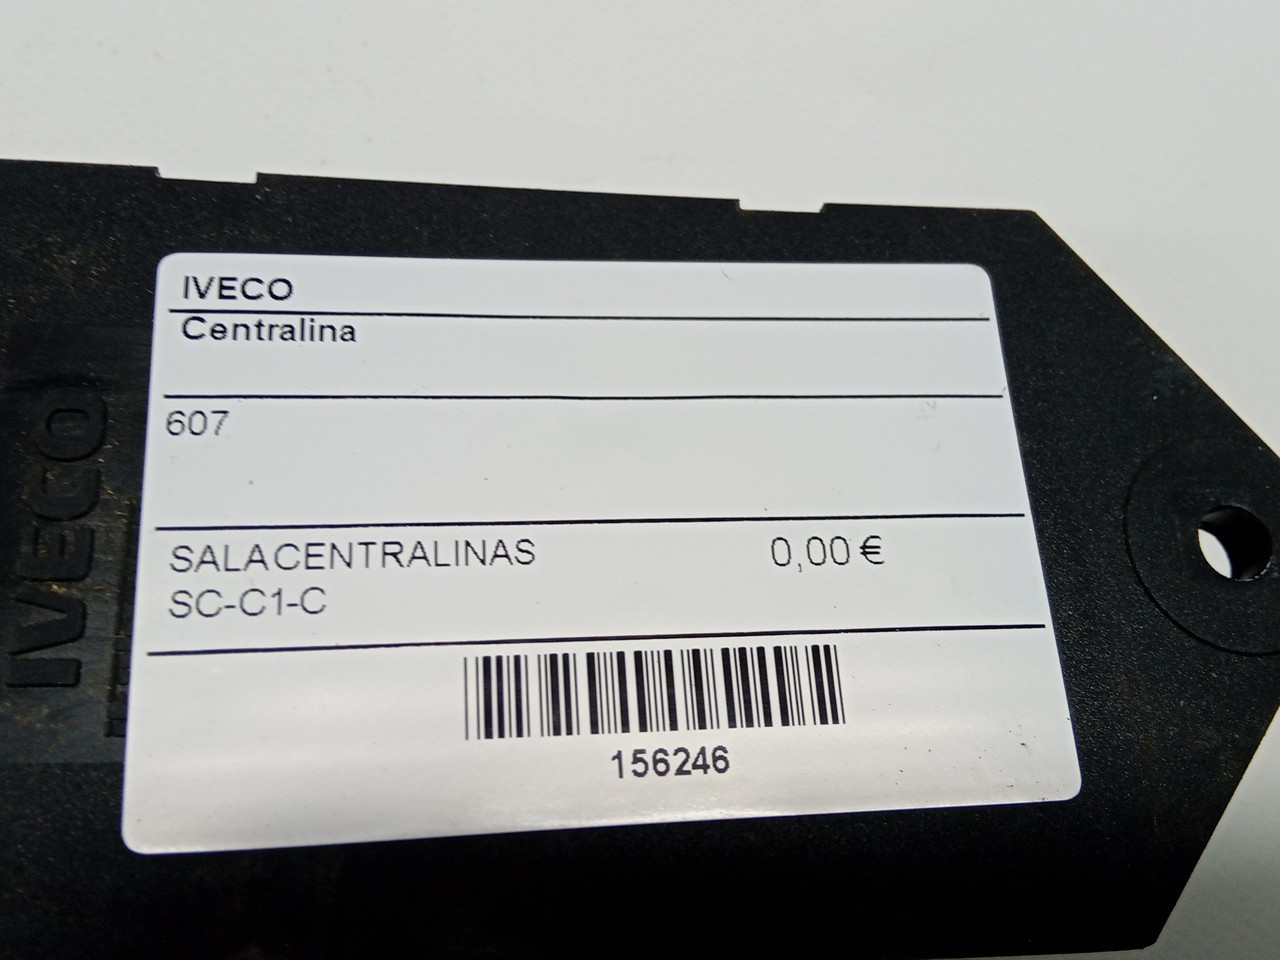 IVECO
Centralina
607
SALACENTRALINAS 0,00 €
SC-C1-C
156246
IVECO